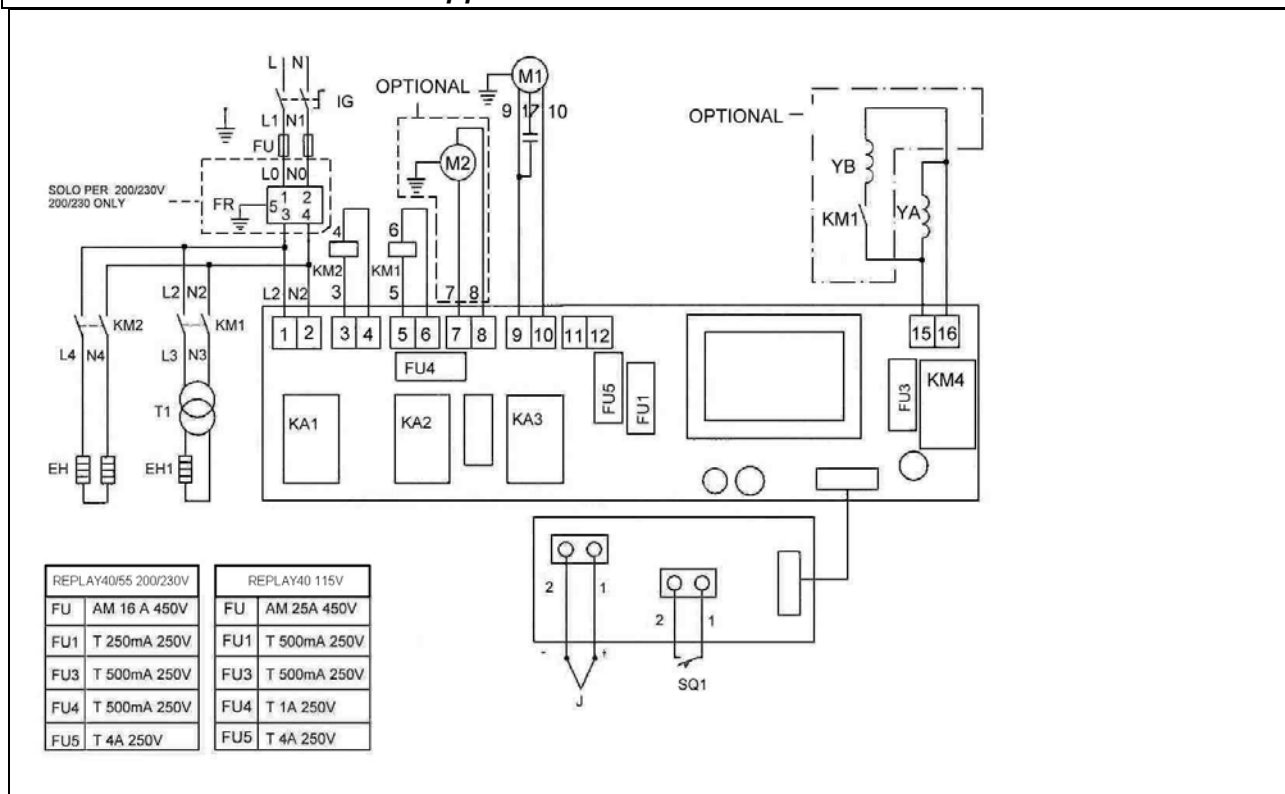 L N
OPTIONAL
M1
IG
9 17 10
OPTIONAL
L1 N1
FU
M2
YB
L0 N0
SOLO PER 200/230V
200/230 ONLY
FR
1 2
5
3 4
KM1
YA
4
6
KM2
KM1
L2 N2
L2 N2
3
5
7 8
KM2
KM1
1 2
3 4
5 6
7 8
9 10
11 12
15 16
L4 N4
L3 N3
FU4
FU5
FU1
FU3
KM4
T1
KA1
KA2
KA3
EH
EH1
2 1
2 1
- +
J
SQ1
REPLAY40/55 200/230V
FU AM 16 A 450V
FU1 T 250mA 250V
FU3 T 500mA 250V
FU4 T 500mA 250V
FU5 T 4A 250V
REPLAY40 115V
FU AM 25A 450V
FU1 T 500mA 250V
FU3 T 500mA 250V
FU4 T 1A 250V
FU5 T 4A 250V